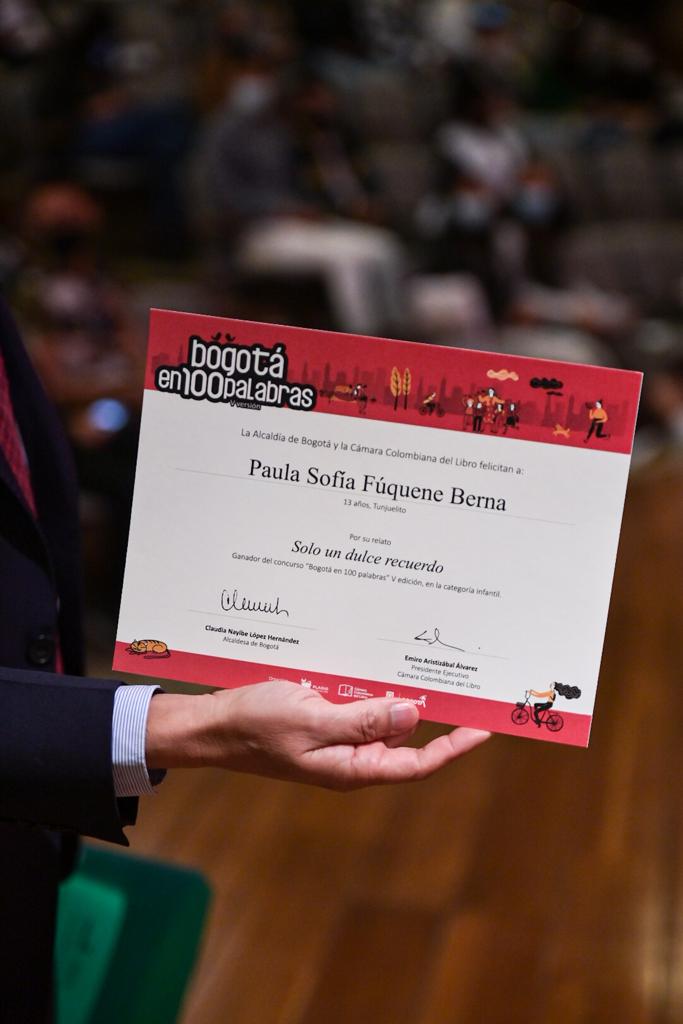 bogotá
en100palabras
V versión
La Alcaldía de Bogotá y la Cámara Colombiana del Libro felicitan a:
Paula Sofía Fúquene Berna
13 años, Tunjuelito
Por su relato
Solo un dulce recuerdo
Ganador del concurso "Bogotá en 100 palabras" V edición, en la categoría infantil.
Claudia Nayibe López Hernández
Alcaldesa de Bogotá
Emiro Aristizábal Álvarez
Presidente Ejecutivo
Cámara Colombiana del Libro